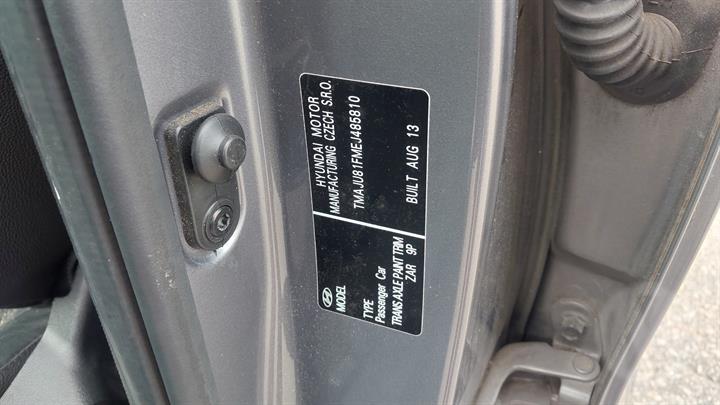 HYUNDAI MOTOR
MANUFACTURING CZECH S.R.O.
TMAJU81FMEJ485810
BUILT AUG 13
MODEL
TYPE
Passenger Car
TRANS AXLE PAINT TRIM
ZAR 9P